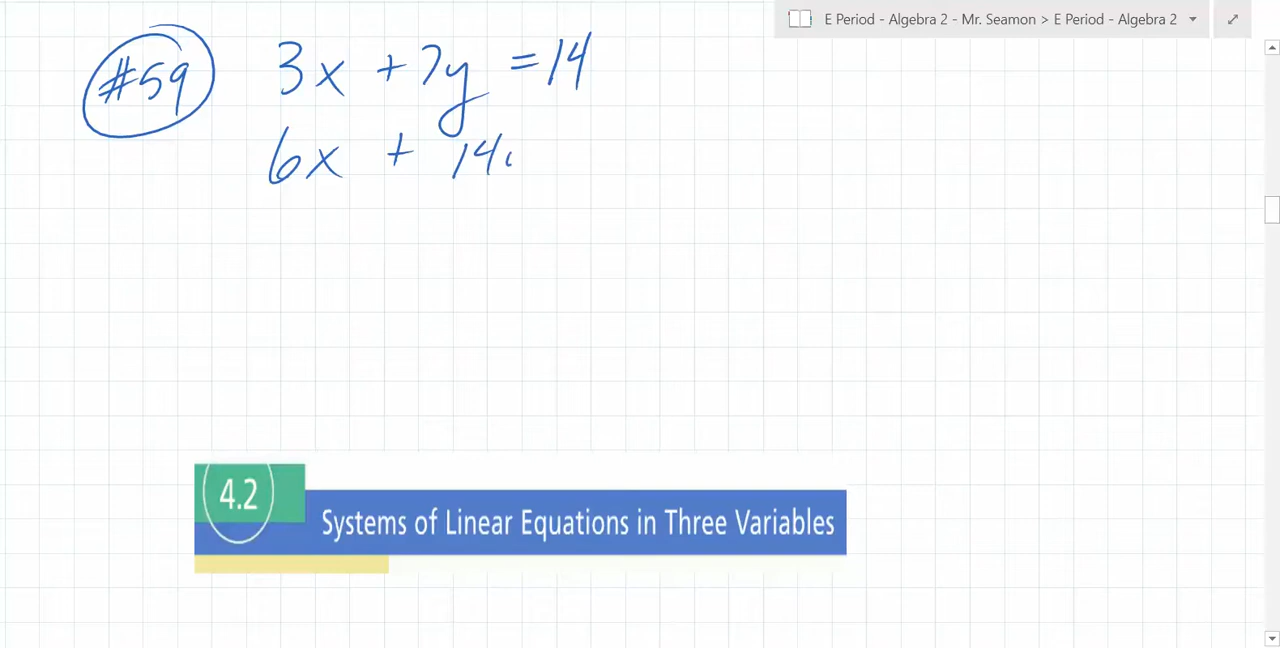 E Period - Algebra 2 - Mr. Seamon > E Period - Algebra 2
#59 3x + 7y = 14
6x + 14
4.2
Systems of Linear Equations in Three Variables